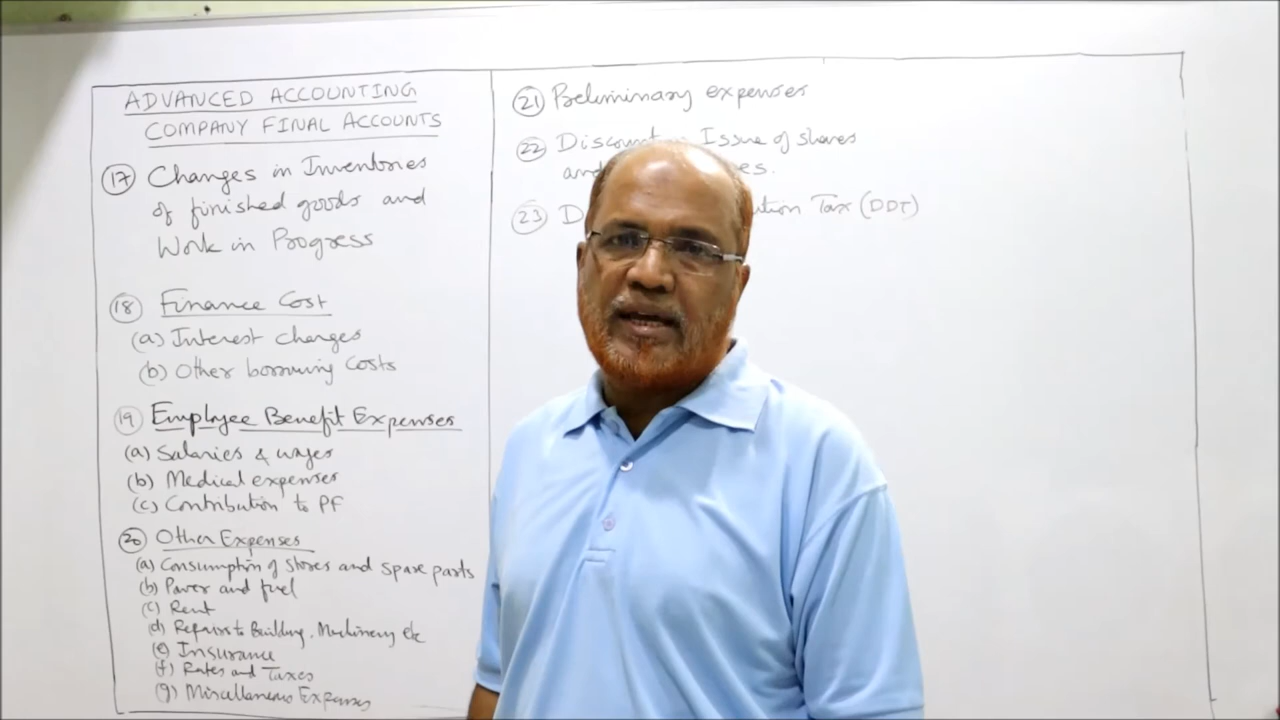 ADVANCED ACCOUNTING
COMPANY FINAL ACCOUNTS
17 Changes in Inventories
of finished goods and
Work in Progress
18 Finance Cost
(a) Interest charges
(b) Other borrowing costs
19 Employee Benefit Expenses
(a) Salaries & wages
(b) Medical expenses
(c) Contribution to PF
20 Other Expenses
(a) Consumption of stores and spare parts
(b) Power and fuel
(c) Rent
(d) Repairs to Building, Machinery etc
(e) Insurance
(f) Rates and Taxes
(g) Miscellaneous Expenses
21 Preliminary expenses
22 Discount Issue of shares
and
23 Tax (DDT)